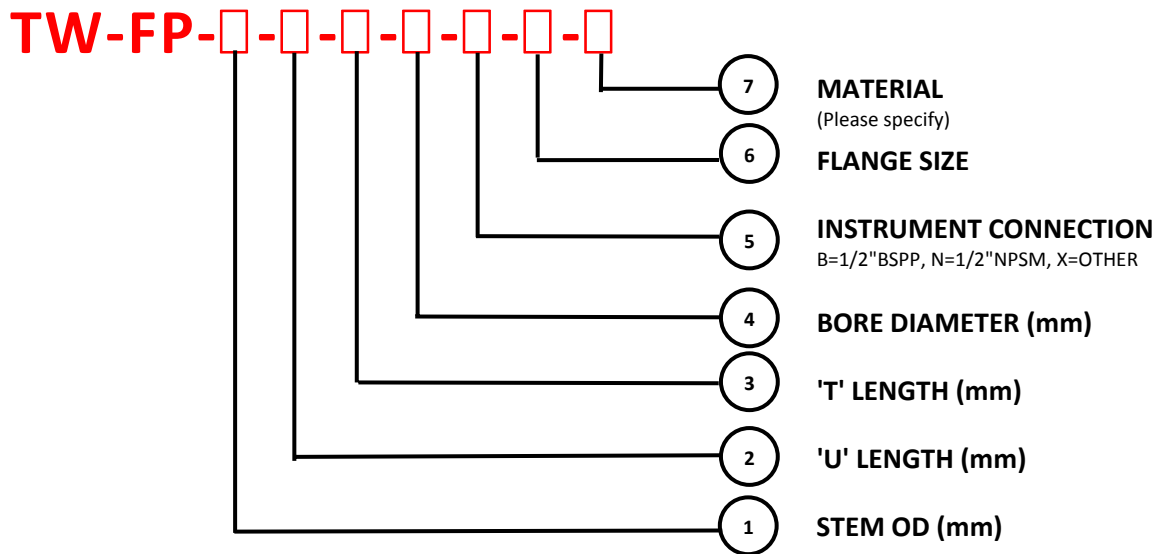 TW-FP-□-□-□-□-□-□-□
7
MATERIAL
(Please specify)
6
FLANGE SIZE
5
INSTRUMENT CONNECTION
B=1/2"BSPP, N=1/2"NPSM, X=OTHER
4
BORE DIAMETER (mm)
3
'T' LENGTH (mm)
2
'U' LENGTH (mm)
1
STEM OD (mm)